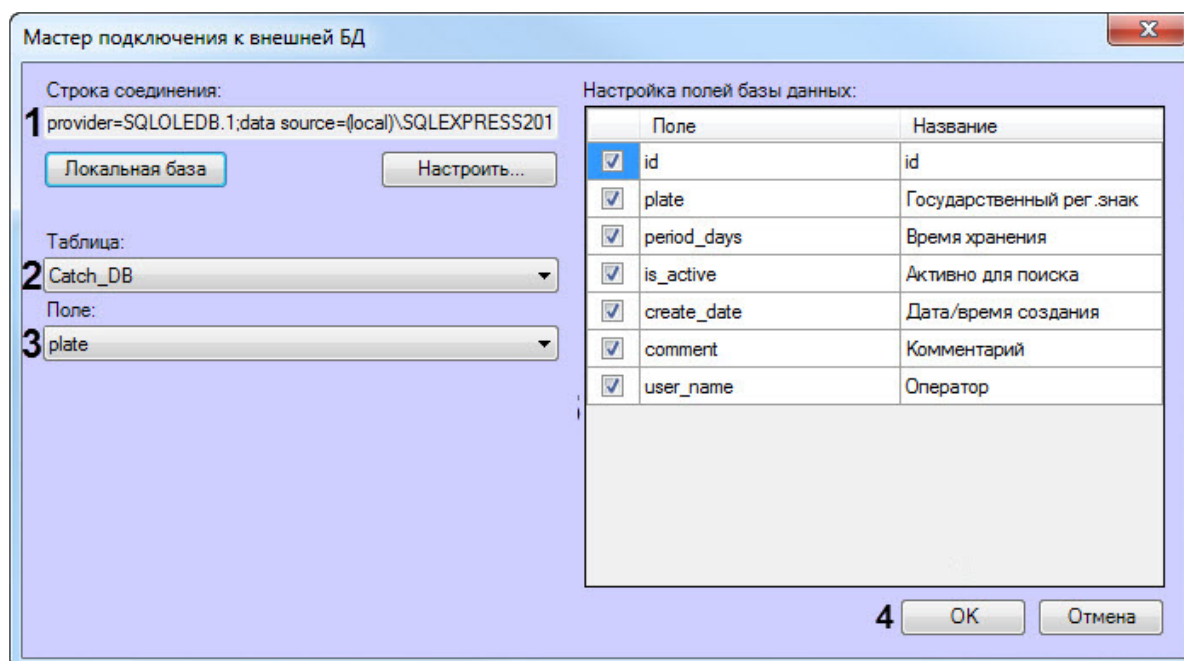 Мастер подключения к внешней БД
Строка соединения:
1 provider=SQLOLEDB.1;data source=(local)\SQLEXPRESS201
Локальная база Настроить...
Таблица:
2 Catch_DB
Поле:
3 plate
Настройка полей базы данных:
Поле Название
id id
plate Государственный рег.знак
period_days Время хранения
is_active Активно для поиска
create_date Дата/время создания
comment Комментарий
user_name Оператор
4 OK Отмена